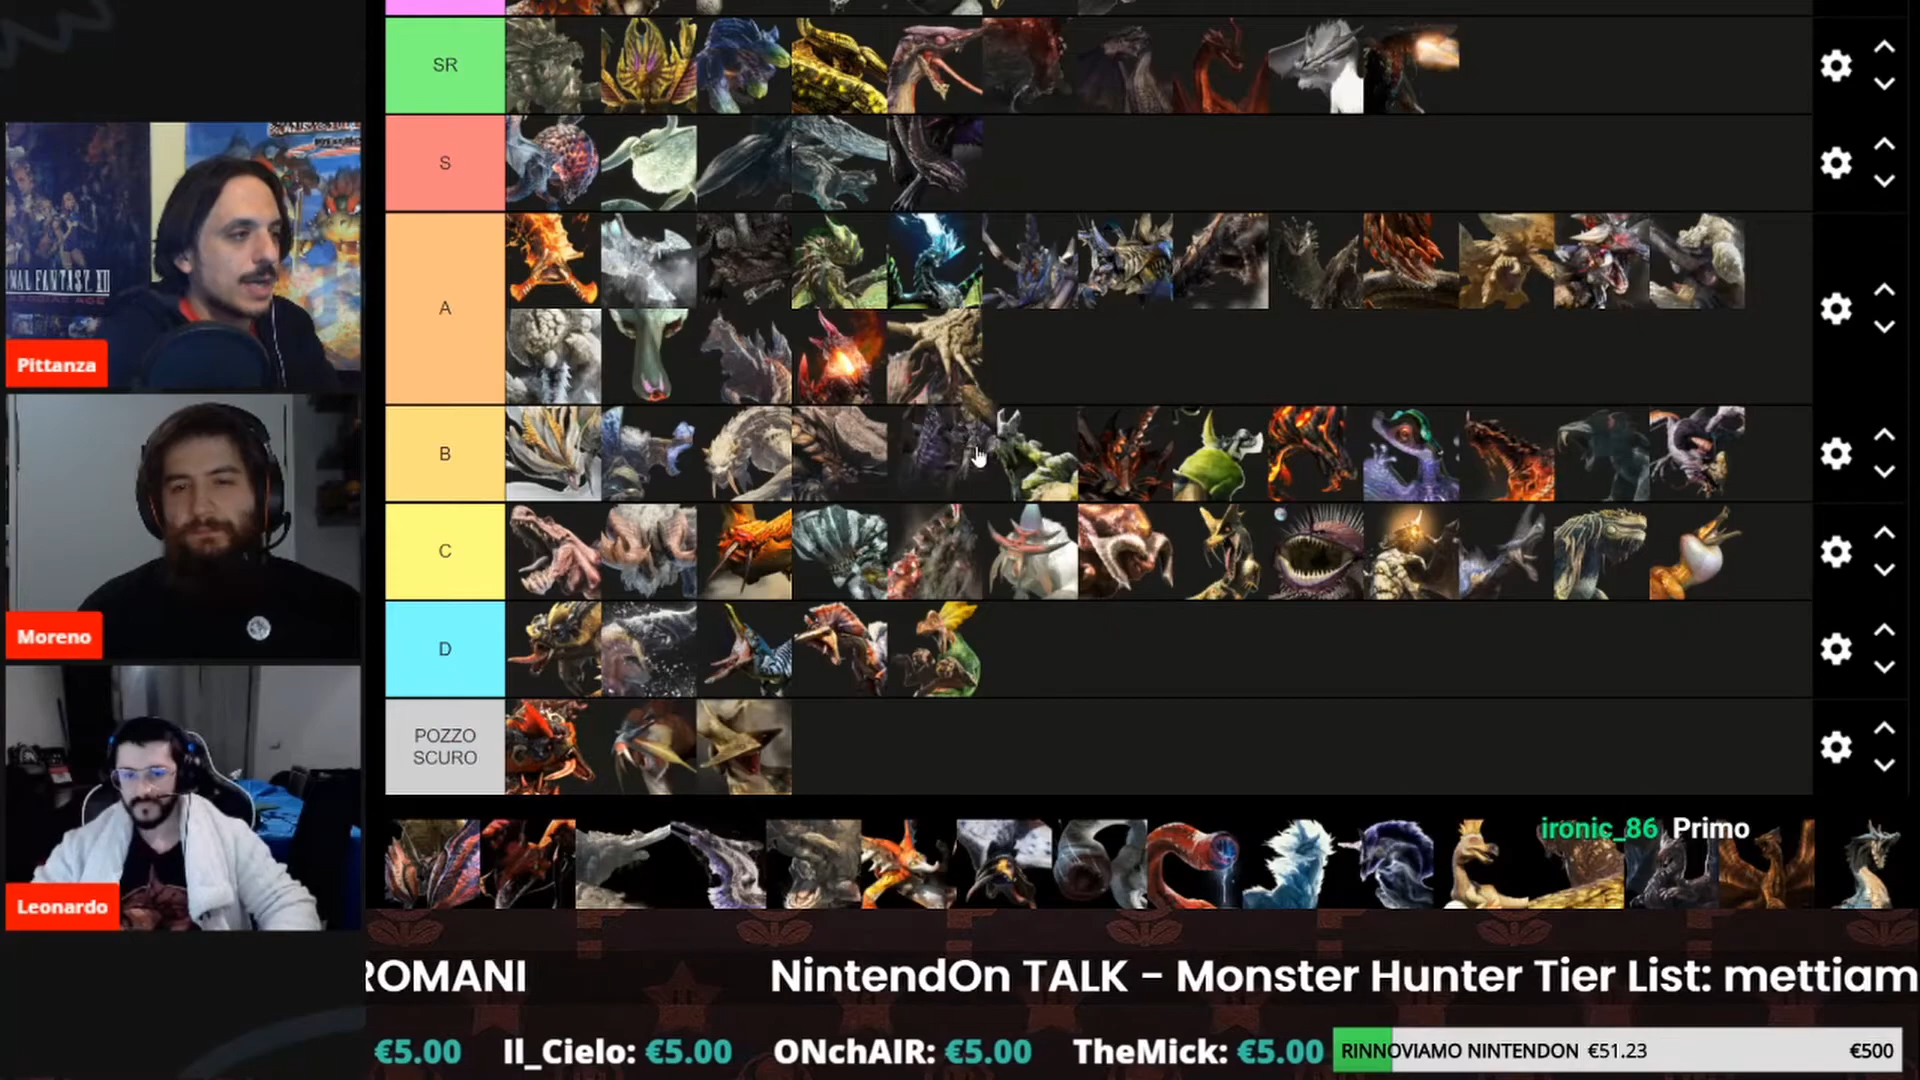 SR
S
A
B
C
D
POZZO
SCURO
Pittanza
Moreno
Leonardo
ironic_86 Primo
ROMANI NintendOn TALK - Monster Hunter Tier List: mettiam
€5.00 Il_Cielo: €5.00 ONchAIR: €5.00 TheMick: €5.00
RINNOVIAMO NINTENDON €51.23 €500